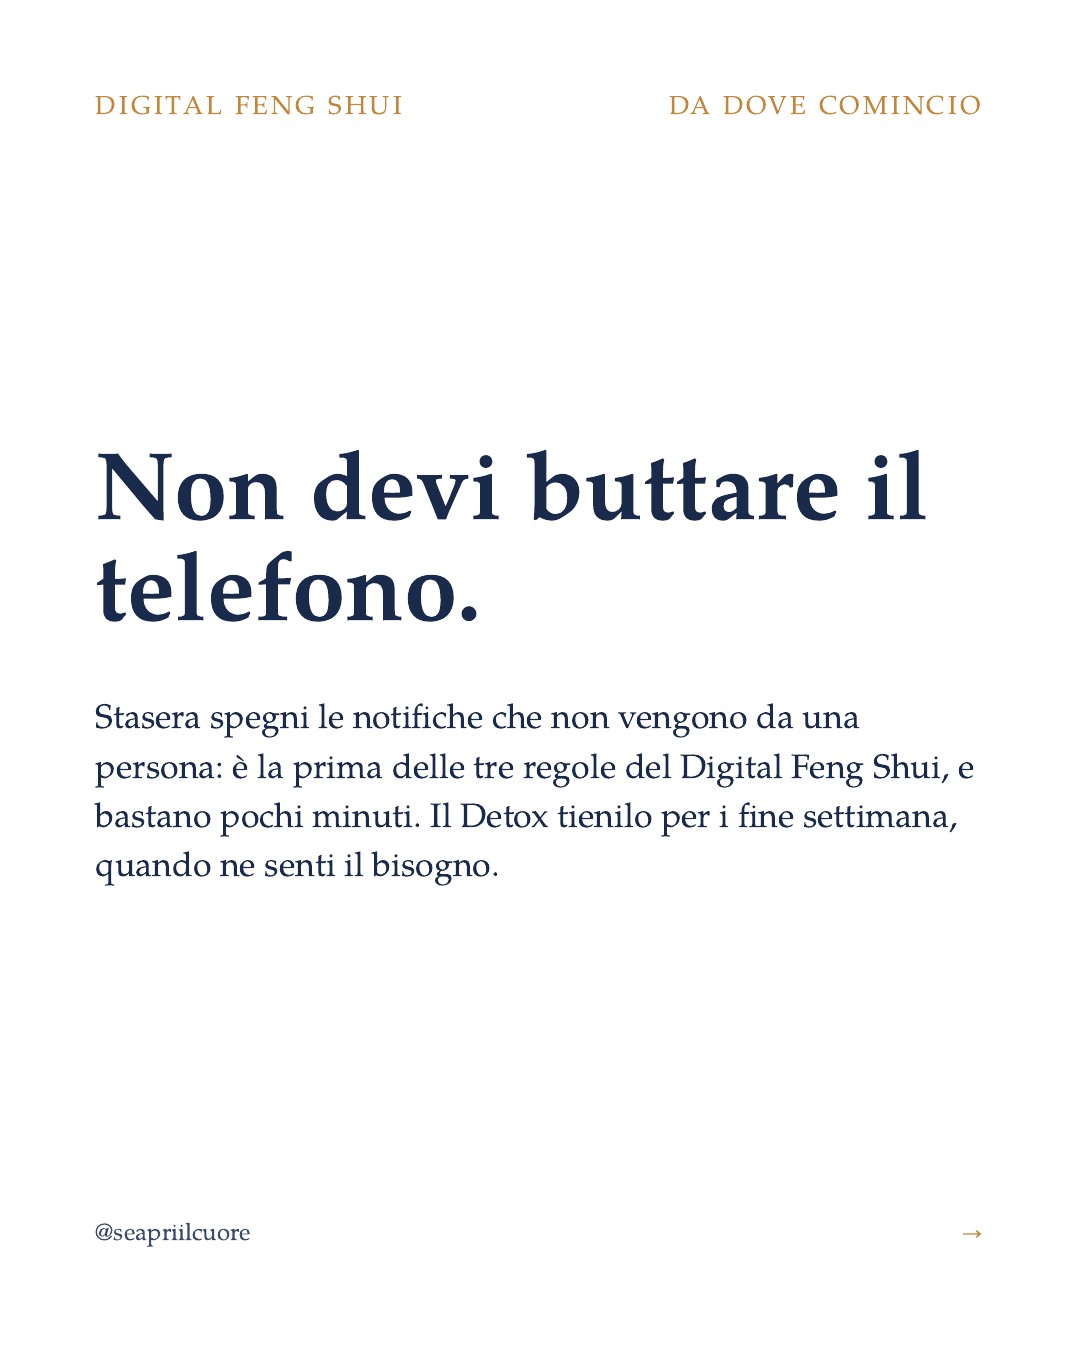 DIGITAL FENG SHUI
DA DOVE COMINCIO
Non devi buttare il
telefono.
Stasera spegni le notifiche che non vengono da una
persona: è la prima delle tre regole del Digital Feng Shui, e
bastano pochi minuti. Il Detox tienilo per i fine settimana,
quando ne senti il bisogno.
@seapriilcuore
→